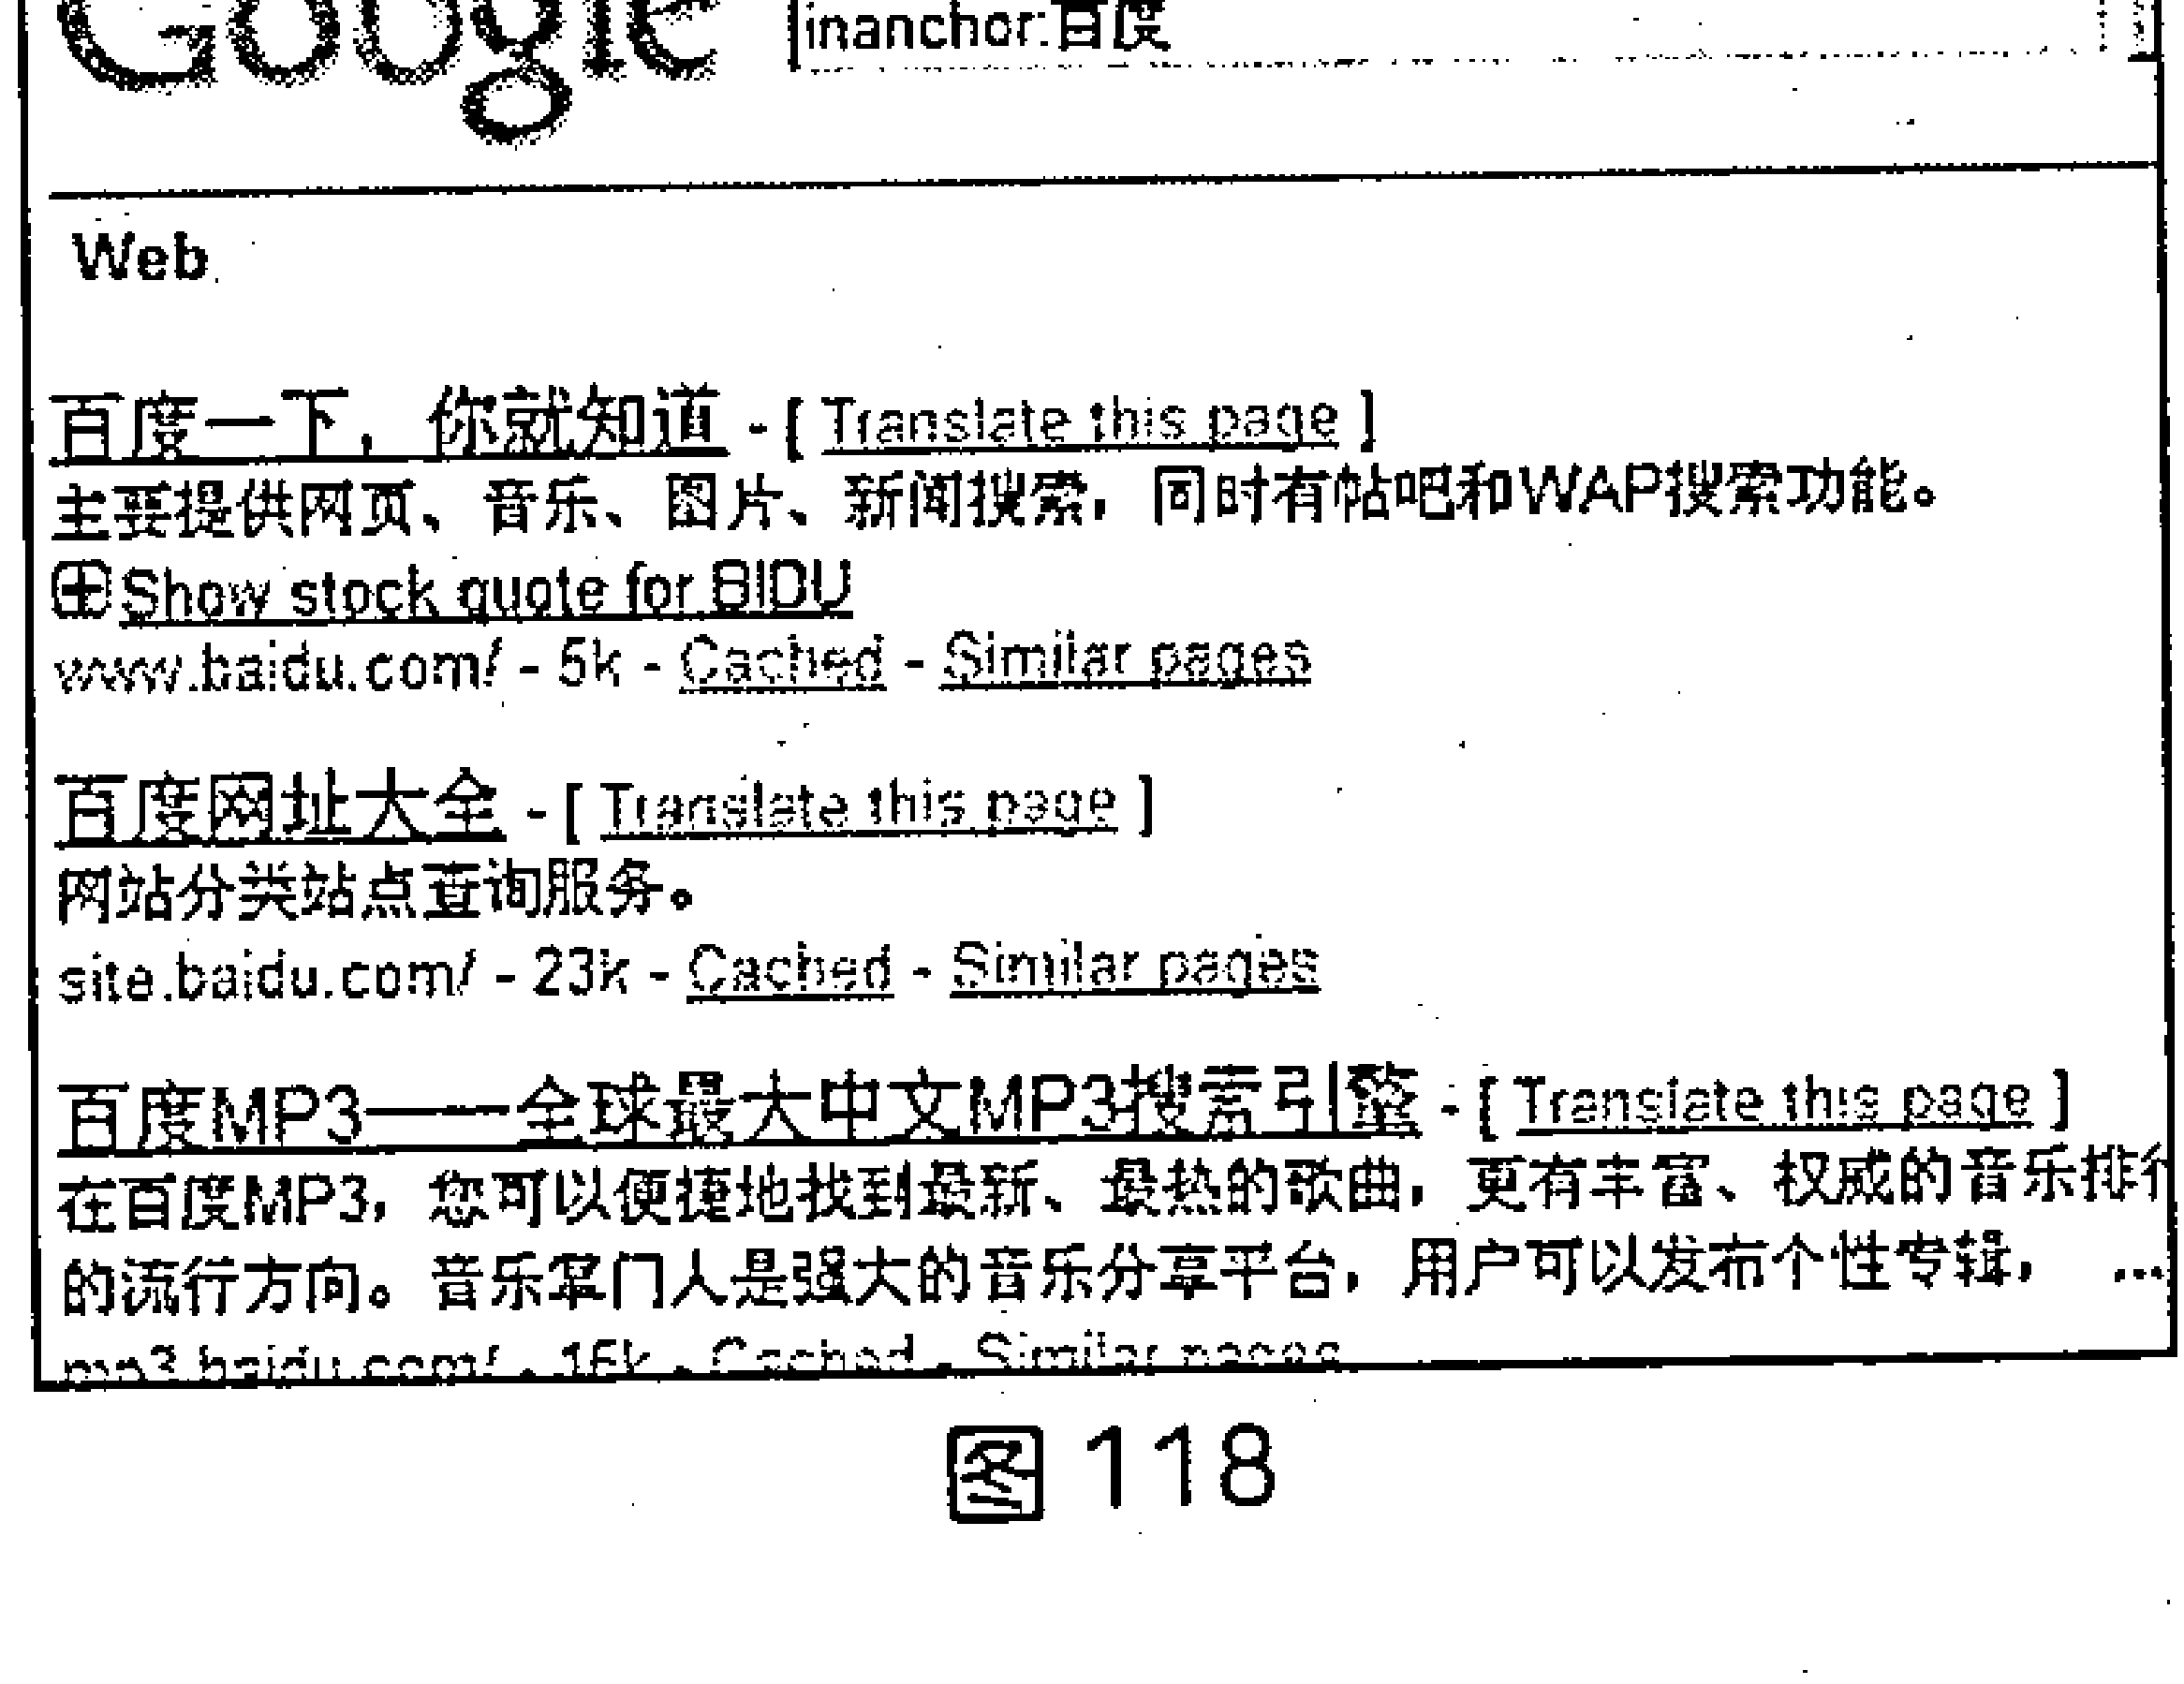 Google inanchor:百度
Web
百度一下，你就知道 - [ Translate this page ]
主要提供网页、音乐、图片、新闻搜索，同时有帖吧和WAP搜索功能。
Show stock quote for BIDU
www.baidu.com/ - 5k - Cached - Similar pages
百度网址大全 - [ Translate this page ]
网站分类站点查询服务。
site.baidu.com/ - 23k - Cached - Similar pages
百度MP3——全球最大中文MP3搜索引擎 - [ Translate this page ]
在百度MP3，您可以便捷地找到最新、最热的歌曲，更有丰富、权威的音乐排行
的流行方向。音乐掌门人是强大的音乐分享平台，用户可以发布个性专辑， ...
mp3.baidu.com/ - 16k - Cached - Similar pages
图 118